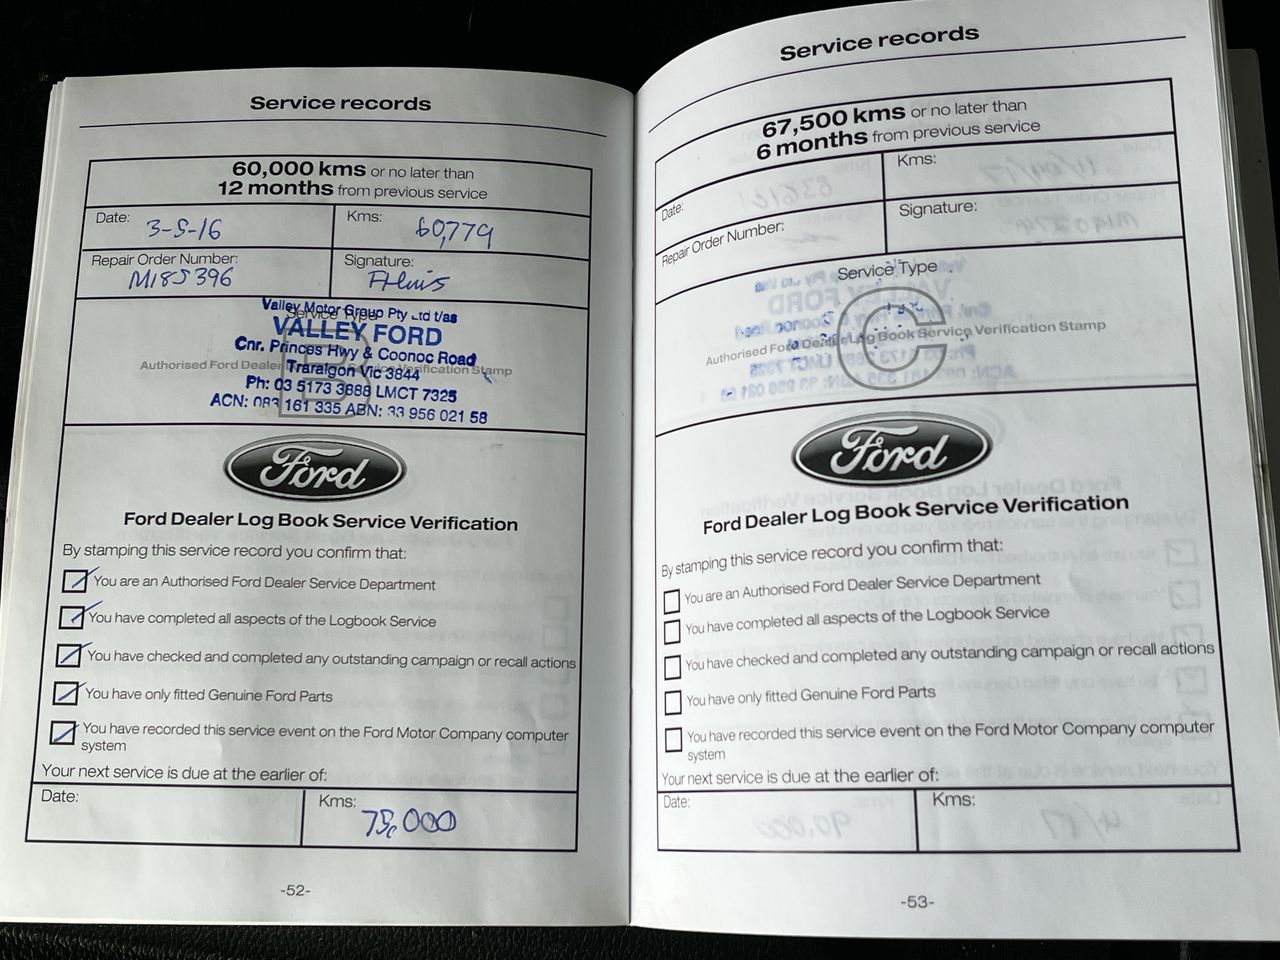 Service records
60,000 kms or no later than
12 months from previous service
Date: 3-5-16
Kms: 60,779
Repair Order Number: M185396
Signature:
Service Type
Valley Motor Group Pty Ltd t/as
VALLEY FORD
Cnr. Princes Hwy & Coonoc Road
Traralgon Vic 3844
Ph: 03 5173 3688 LMCT 7325
ACN: 083 161 335 ABN: 33 956 021 58
B
Authorised Ford Dealer Service Verification Stamp
Ford
Ford Dealer Log Book Service Verification
By stamping this service record you confirm that:
You are an Authorised Ford Dealer Service Department
You have completed all aspects of the Logbook Service
You have checked and completed any outstanding campaign or recall actions
You have only fitted Genuine Ford Parts
You have recorded this service event on the Ford Motor Company computer
system
Your next service is due at the earlier of:
Date:
Kms: 75,000
-52-
Service records
67,500 kms or no later than
6 months from previous service
Date:
Kms:
Repair Order Number:
Signature:
Service Type
C
Authorised Ford Dealer Log Book Service Verification Stamp
Ford
Ford Dealer Log Book Service Verification
By stamping this service record you confirm that:
You are an Authorised Ford Dealer Service Department
You have completed all aspects of the Logbook Service
You have checked and completed any outstanding campaign or recall actions
You have only fitted Genuine Ford Parts
You have recorded this service event on the Ford Motor Company computer
system
Your next service is due at the earlier of:
Date:
Kms:
-53-